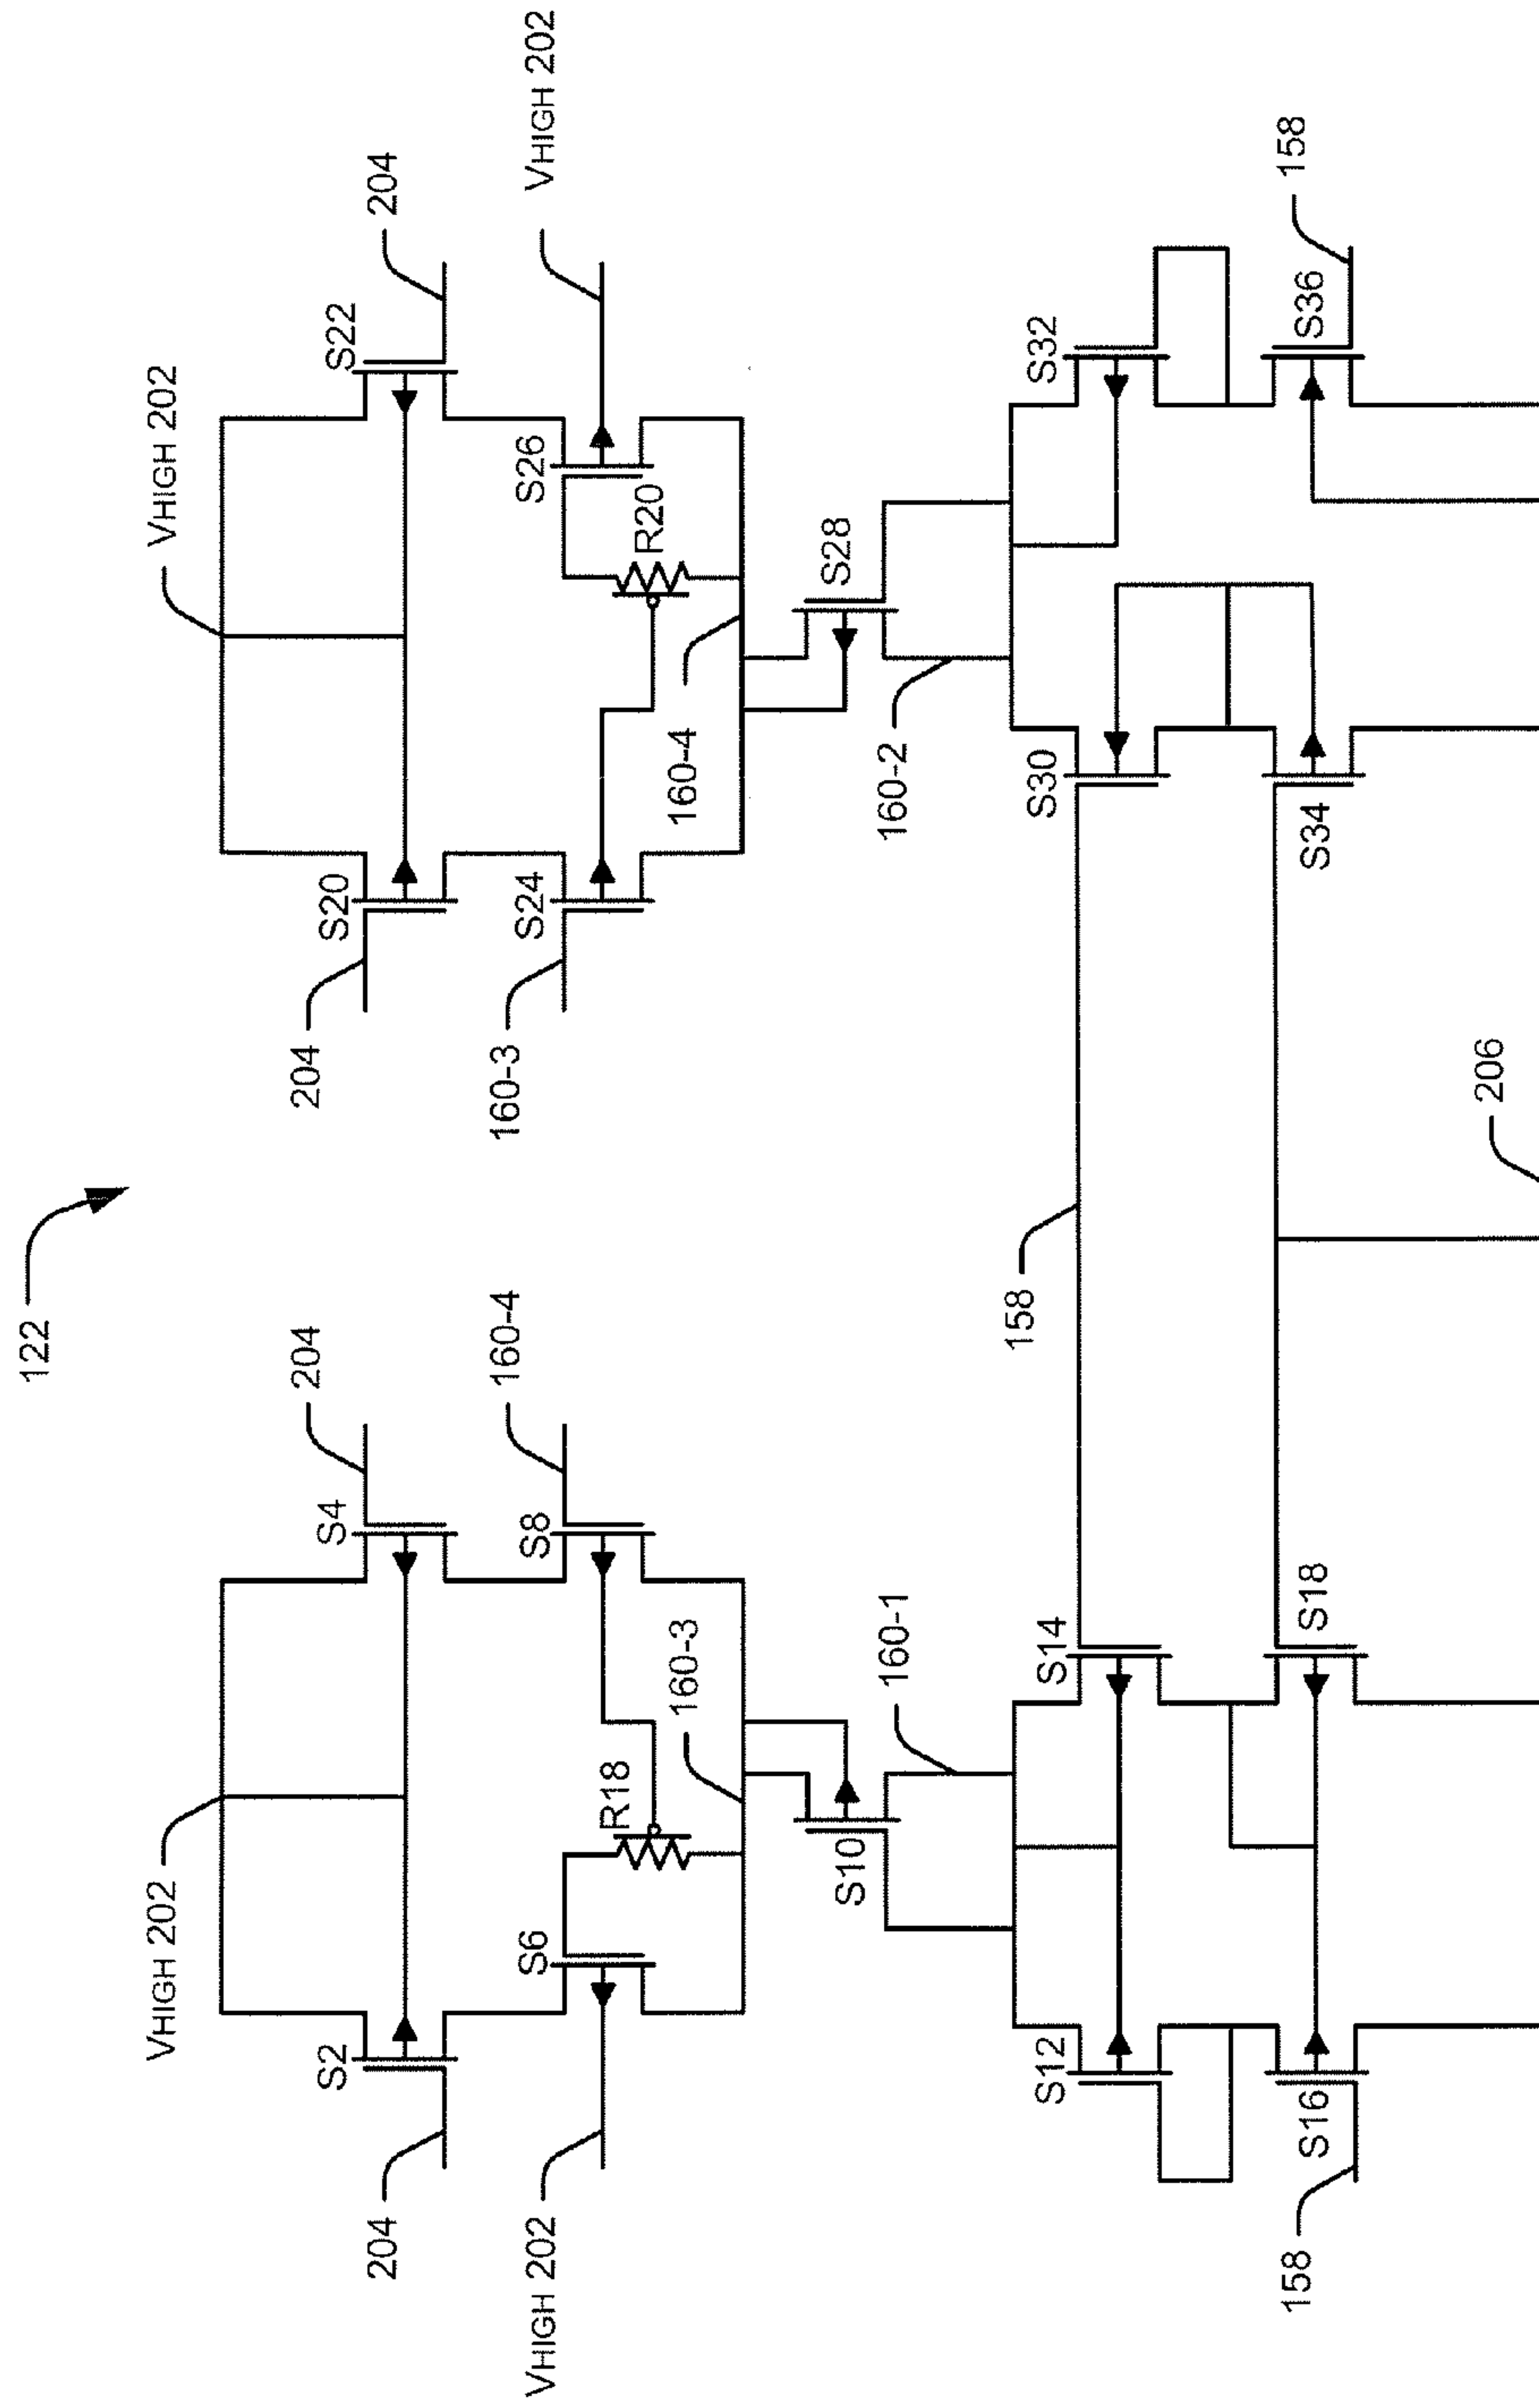 122
VHIGH 202
VHIGH 202
204
204
204
204
S2
S4
S20
S22
VHIGH 202
160-4
160-3
VHIGH 202
S6
S8
S24
S26
R18
R20
160-3
160-4
S10
S28
160-1
160-2
158
S12
S14
S30
S32
158
S16
S18
S34
S36
158
206